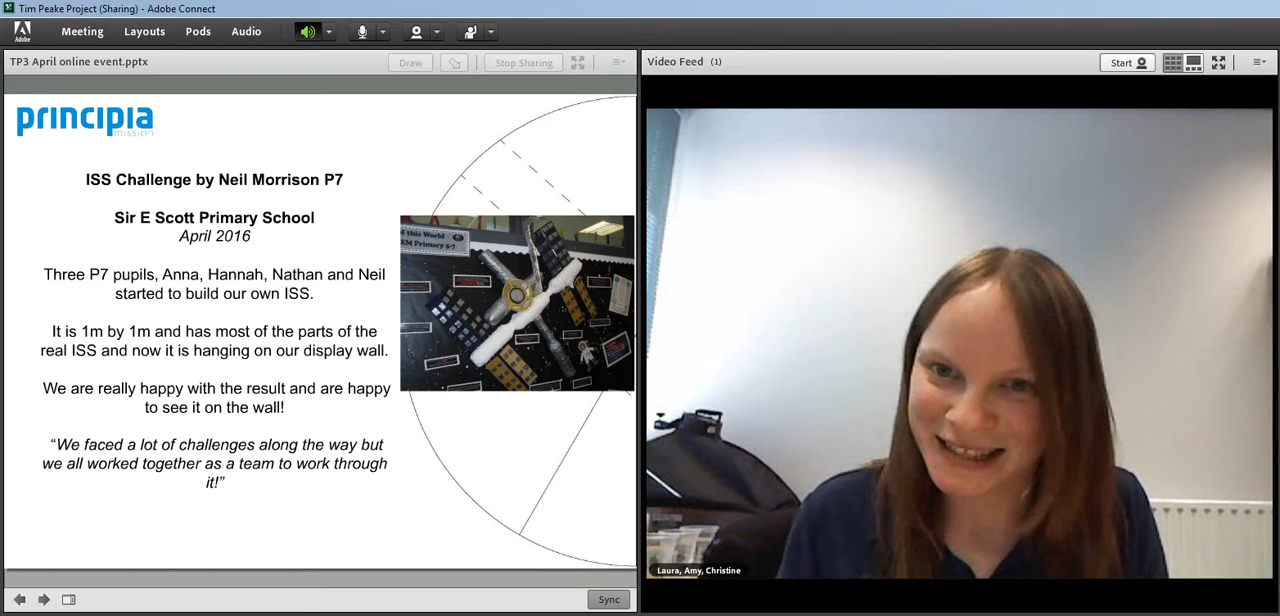 Tim Peake Project (Sharing) - Adobe Connect
Adobe
Meeting Layouts Pods Audio
TP3 April online event.pptx
Draw
Stop Sharing
principia
mission
ISS Challenge by Neil Morrison P7
Sir E Scott Primary School
April 2016
Three P7 pupils, Anna, Hannah, Nathan and Neil
started to build our own ISS.
It is 1m by 1m and has most of the parts of the
real ISS and now it is hanging on our display wall.
We are really happy with the result and are happy
to see it on the wall!
“We faced a lot of challenges along the way but
we all worked together as a team to work through
it!”
this World
Primary
Sync
Video Feed (1)
Start
Laura, Amy, Christine